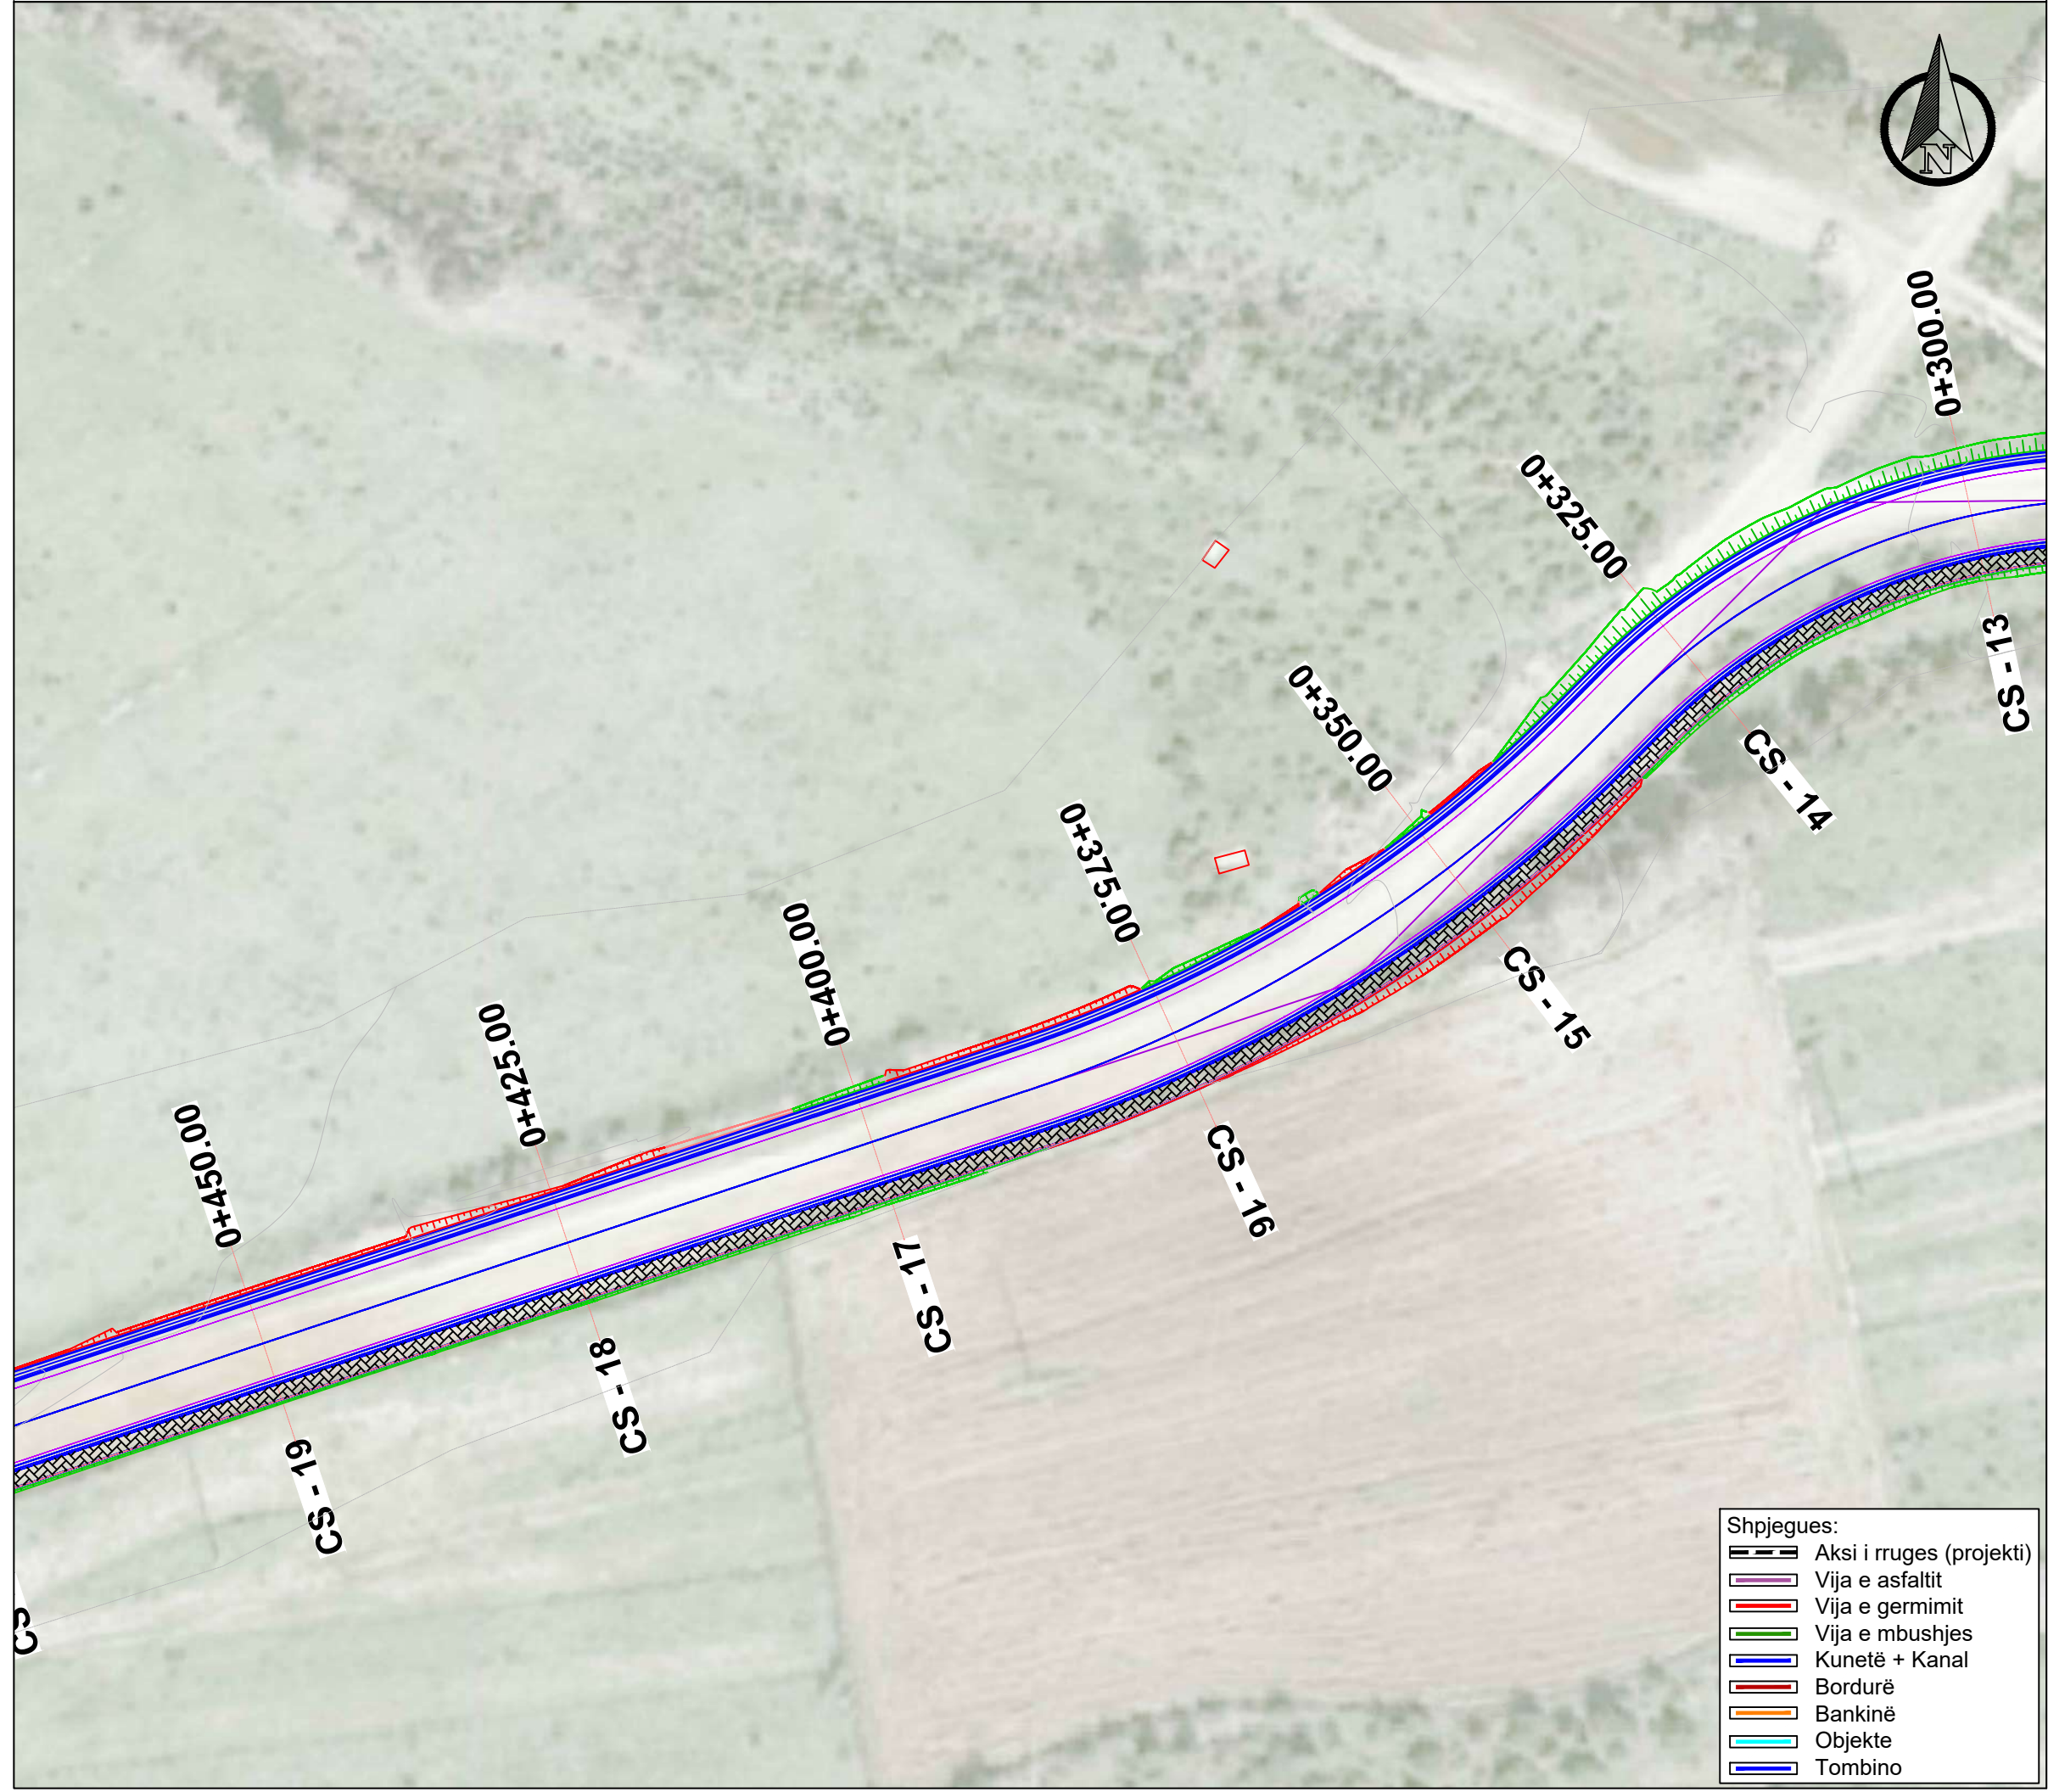 N
0+300.00
0+325.00
CS - 13
0+350.00
CS - 14
0+375.00
0+400.00
CS - 15
0+425.00
0+450.00
CS - 16
CS - 17
CS - 18
CS - 19
CS
Shpjegues:
Aksi i rruges (projekti)
Vija e asfaltit
Vija e germimit
Vija e mbushjes
Kunetë + Kanal
Bordurë
Bankinë
Objekte
Tombino